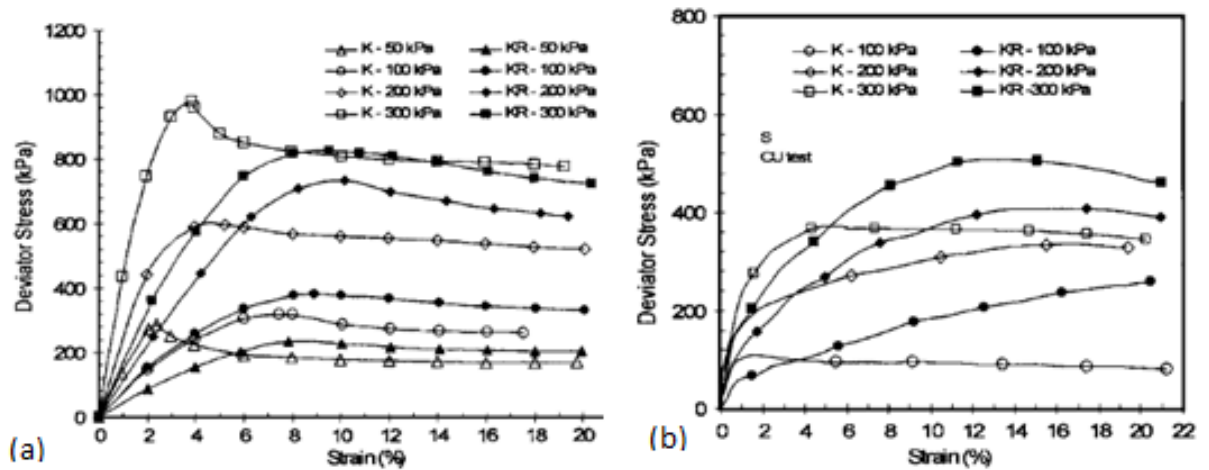 1200
1000
800
600
400
200
0
Deviator Stress (kPa)
K - 50 kPa KR - 50 kPa
K - 100 kPa KR - 100 kPa
K - 200 kPa KR - 200 kPa
K - 300 kPa KR - 300 kPa
0 2 4 6 8 10 12 14 16 18 20
Strain (%)
(a)
800
600
400
200
0
Deviator Stress (kPa)
K - 100 kPa KR - 100 kPa
K - 200 kPa KR - 200 kPa
K - 300 kPa KR - 300 kPa
S
CU test
0 2 4 6 8 10 12 14 16 18 20 22
Strain (%)
(b)